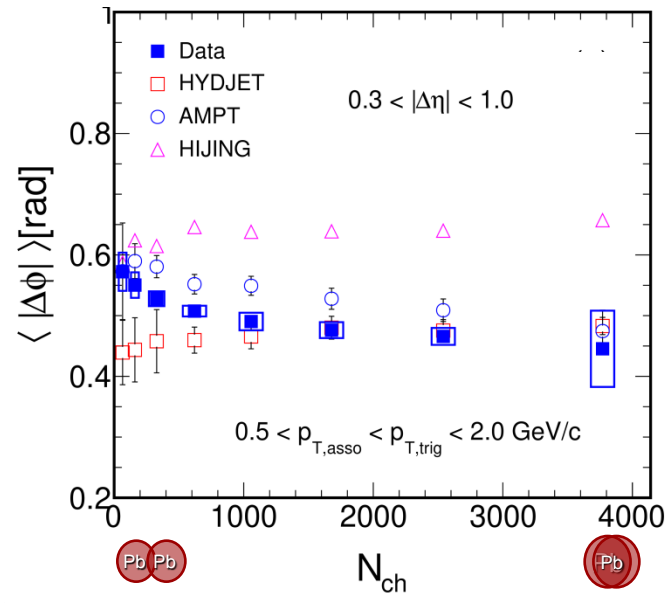 1
Data
HYDJET
AMPT
HIJING
0.3 < |Δη| < 1.0
0.8
0.6
0.4
0.2
⟨ |Δϕ| ⟩[rad]
0.5 < p_T,asso < p_T,trig < 2.0 GeV/c
0 1000 2000 3000 4000
N_ch
Pb Pb
Pb